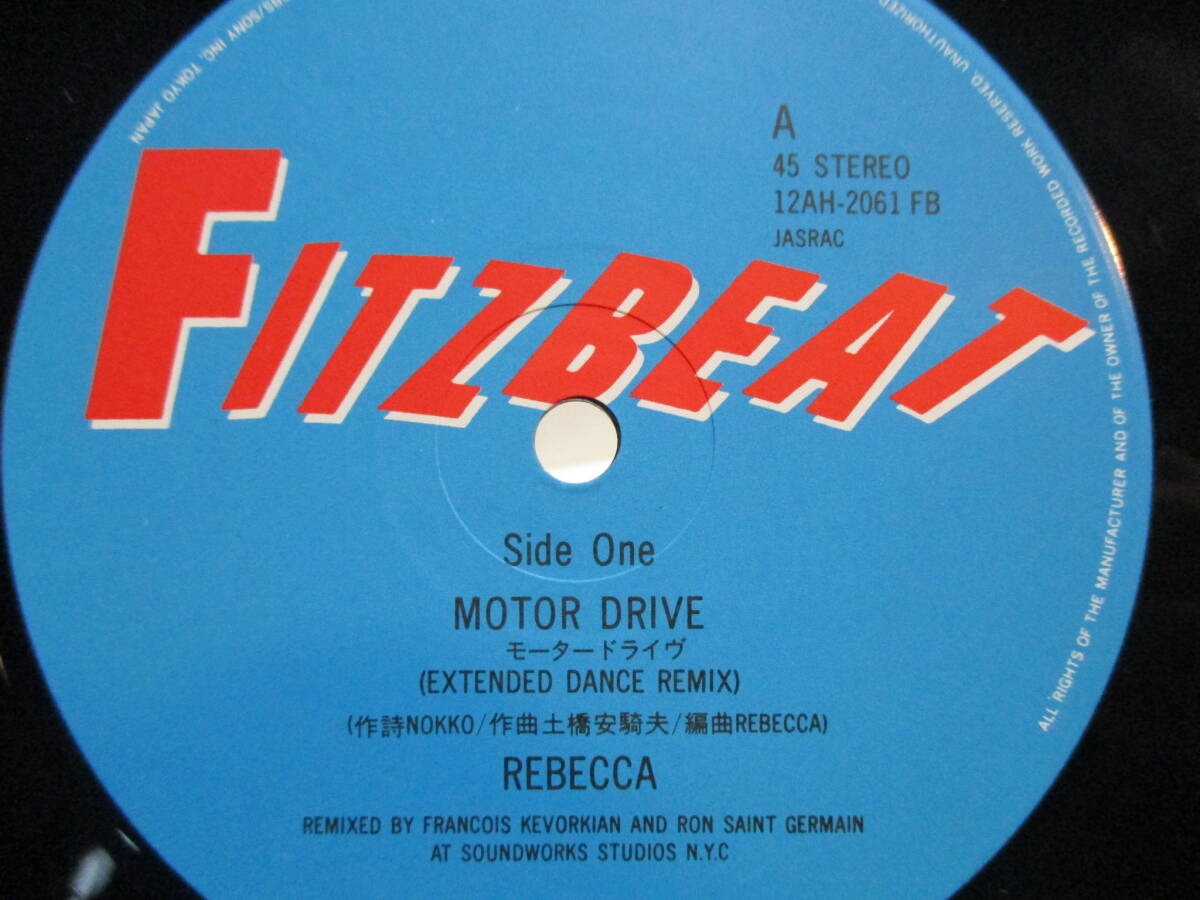 BS/SONY INC. TOKYO JAPAN
UNAUTHORIZED
ALL RIGHTS OF THE MANUFACTURER AND OF THE OWNER OF THE RECORDED WORK RESERVED.
A
45 STEREO
12AH-2061 FB
JASRAC
FITZBEAT
Side One
MOTOR DRIVE
モータードライヴ
(EXTENDED DANCE REMIX)
(作詩NOKKO/作曲土橋安騎夫/編曲REBECCA)
REBECCA
REMIXED BY FRANCOIS KEVORKIAN AND RON SAINT GERMAIN
AT SOUNDWORKS STUDIOS N.Y.C